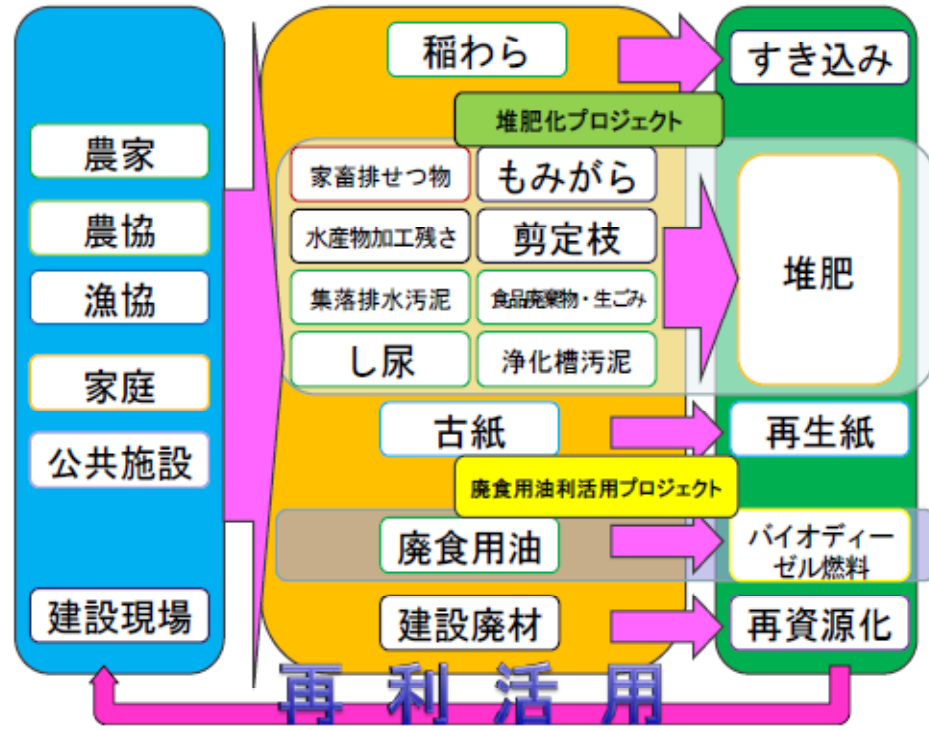 農家
農協
漁協
家庭
公共施設
建設現場
稲わら
堆肥化プロジェクト
家畜排せつ物
もみがら
水産物加工残さ
剪定枝
集落排水汚泥
食品廃棄物・生ごみ
し尿
浄化槽汚泥
古紙
廃食用油利活用プロジェクト
廃食用油
建設廃材
すき込み
堆肥
再生紙
バイオディー
ゼル燃料
再資源化
再利活用